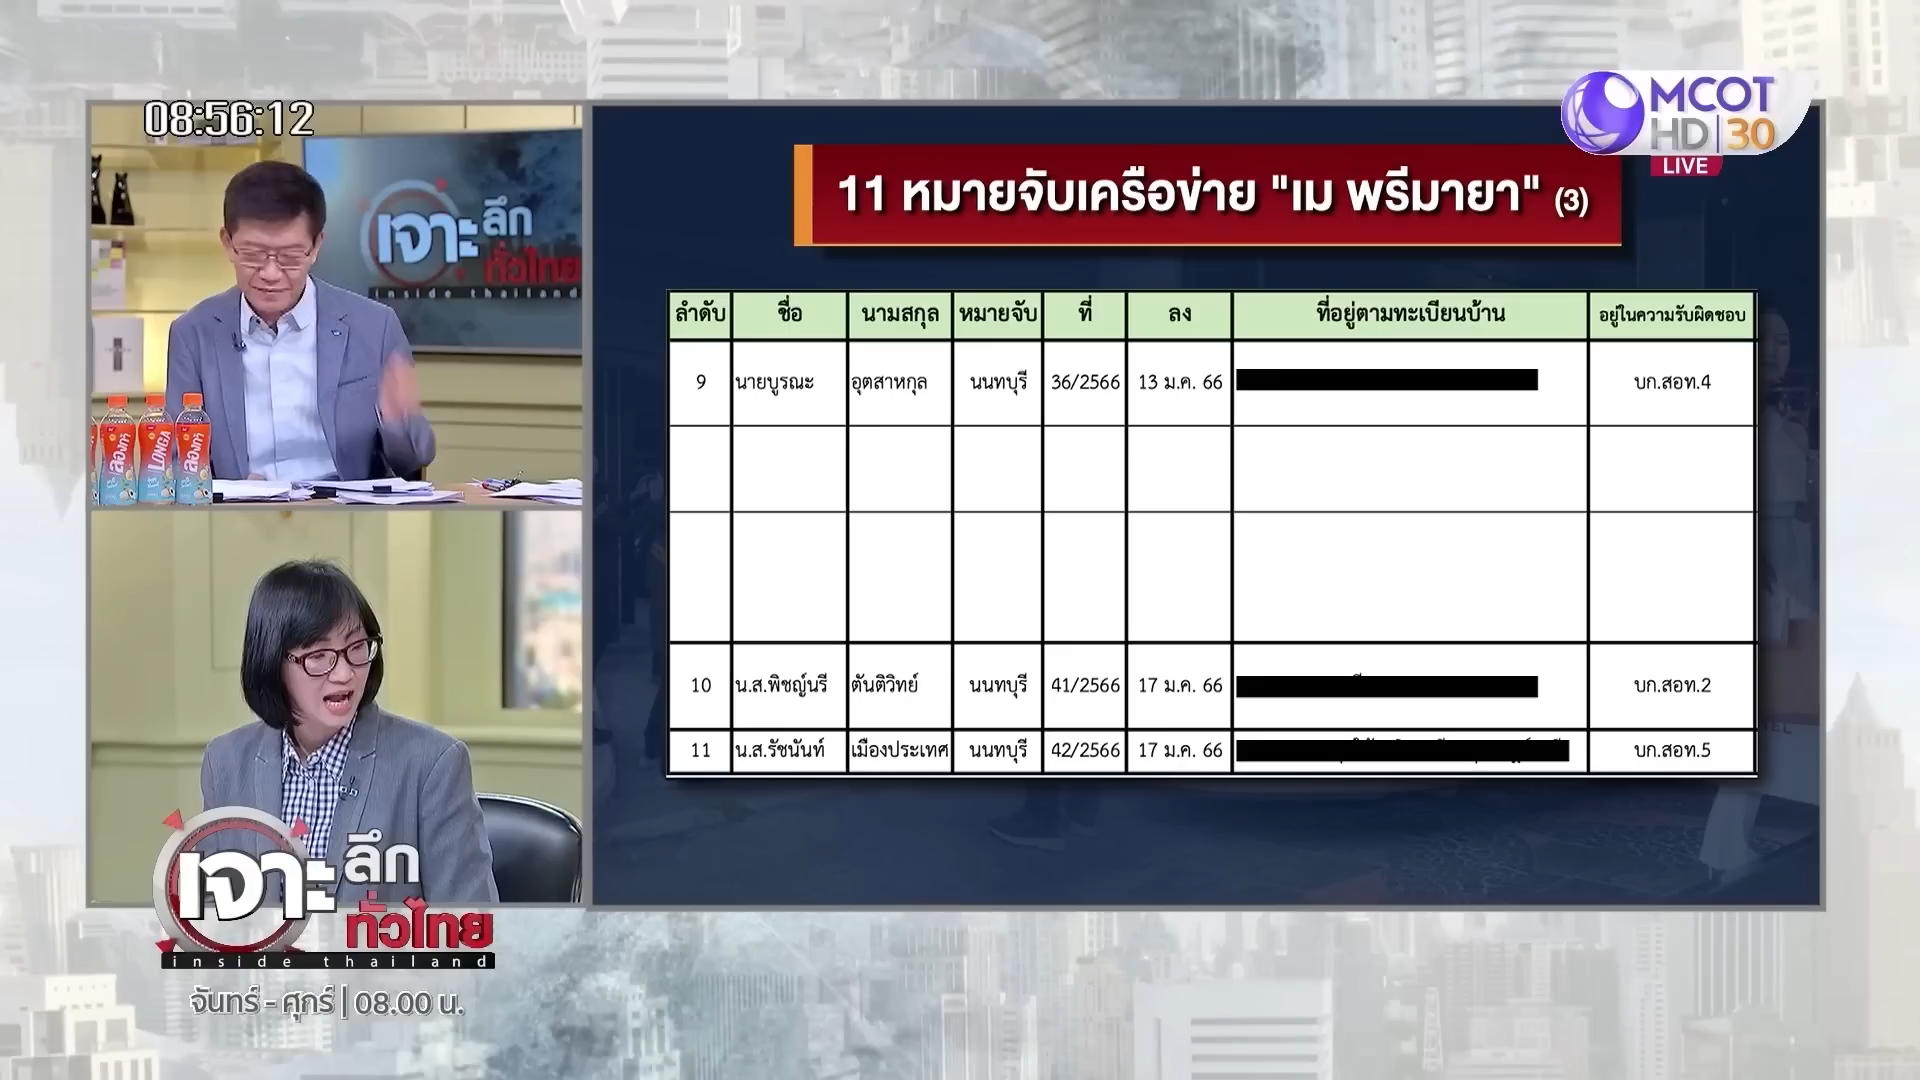 08:56:12
MCOT
HD 30
LIVE
เจาะลึก
ทั่วไทย
inside thailand
ลองกา LONGA ลองกา
11 หมายจับเครือข่าย "เม พรีมายา" (3)
ลำดับ ชื่อ นามสกุล หมายจับ ที่ ลง ที่อยู่ตามทะเบียนบ้าน อยู่ในความรับผิดชอบ
9 นายบูรณะ อุตสาหกุล นนทบุรี 36/2566 13 ม.ค. 66 บก.สอท.4
10 น.ส.พิชญ์นรี ตันติวิทย์ นนทบุรี 41/2566 17 ม.ค. 66 บก.สอท.2
11 น.ส.รัชนันท์ เมืองประเทศ นนทบุรี 42/2566 17 ม.ค. 66 บก.สอท.5
เจาะลึก
ทั่วไทย
inside thailand
จันทร์ - ศุกร์ | 08.00 น.